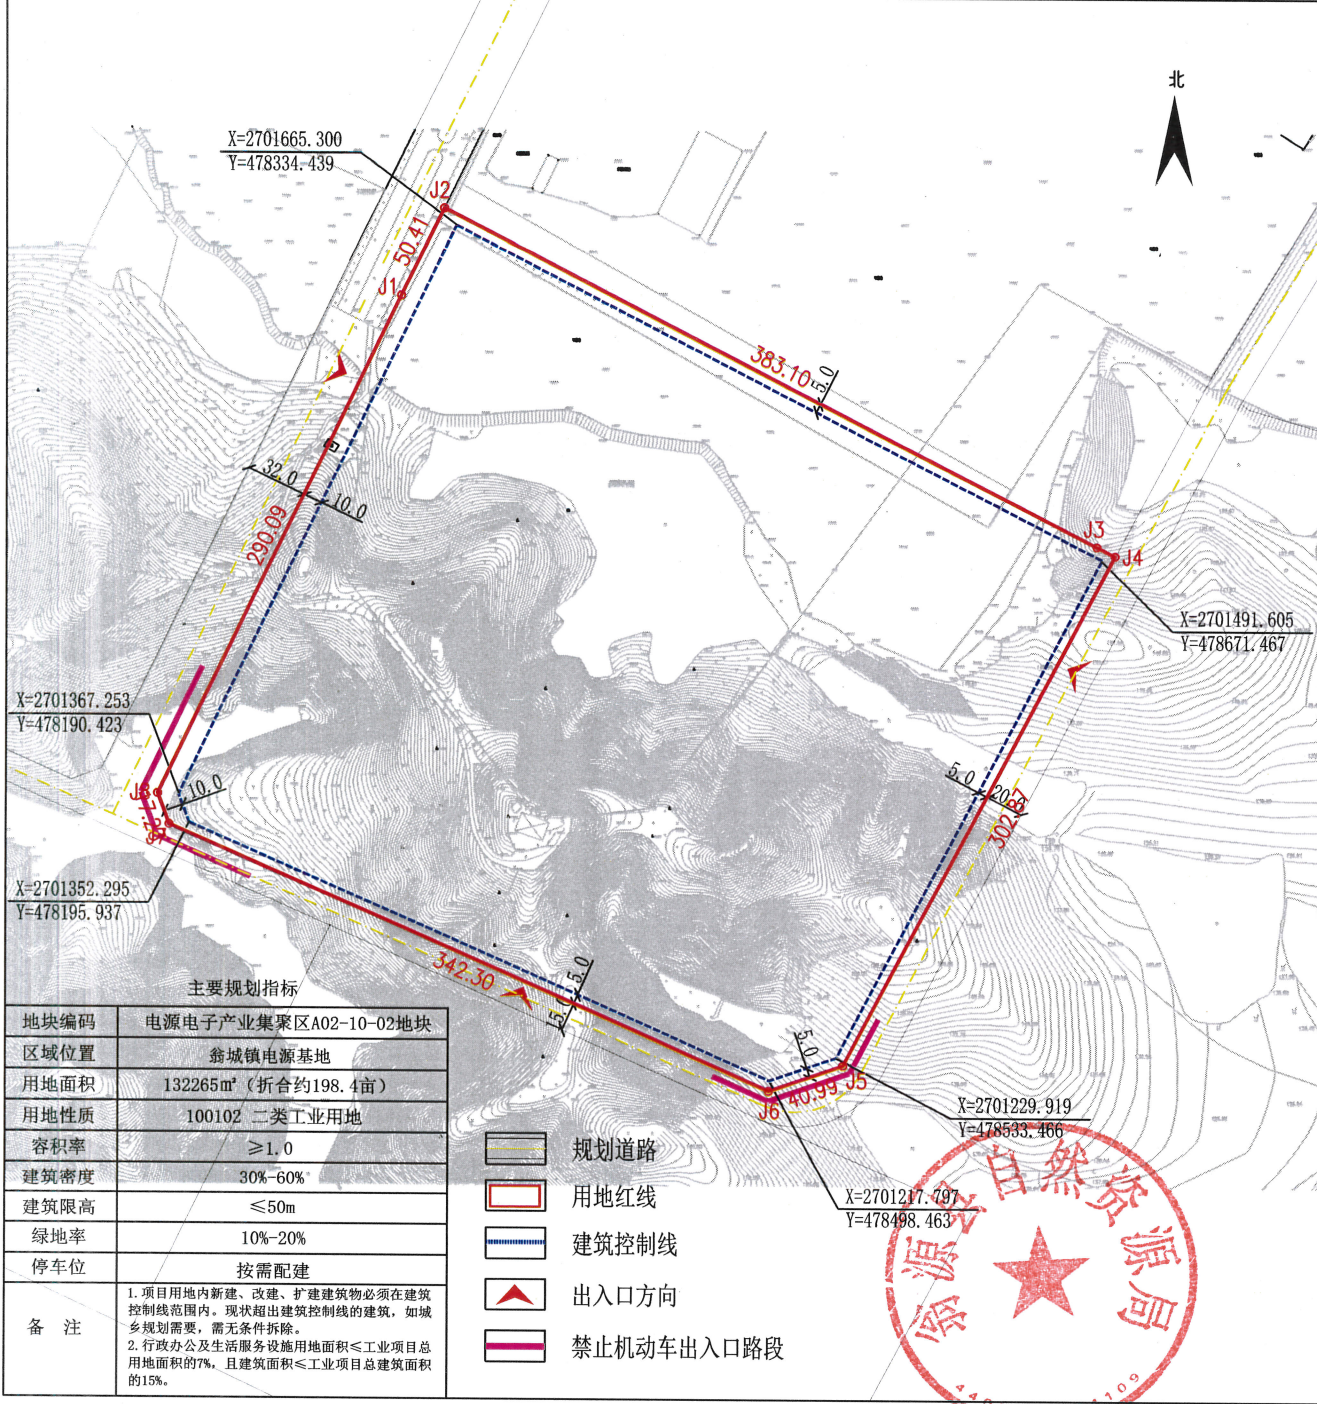 北
X=2701665.300
Y=478334.439
J2
50.41
J1
383.10
5.0
32.0
10.0
290.09
J3
J4
X=2701491.605
Y=478671.467
X=2701367.253
Y=478190.423
J8
10.0
J7
5.0
20.0
302.87
X=2701352.295
Y=478195.937
342.30
5.0
15.0
5.0
J5
J6
40.99
X=2701229.919
Y=478533.466
X=2701217.797
Y=478498.463
主要规划指标
地块编码 电源电子产业集聚区A02-10-02地块
区域位置 翁城镇电源基地
用地面积 132265㎡（折合约198.4亩）
用地性质 100102 二类工业用地
容积率 ≥1.0
建筑密度 30%-60%
建筑限高 ≤50m
绿地率 10%-20%
停车位 按需配建
备 注
1.项目用地内新建、改建、扩建建筑物必须在建筑
控制线范围内。现状超出建筑控制线的建筑，如城
乡规划需要，需无条件拆除。
2.行政办公及生活服务设施用地面积≤工业项目总
用地面积的7%，且建筑面积≤工业项目总建筑面积
的15%。
规划道路
用地红线
建筑控制线
出入口方向
禁止机动车出入口路段
翁源县自然资源局